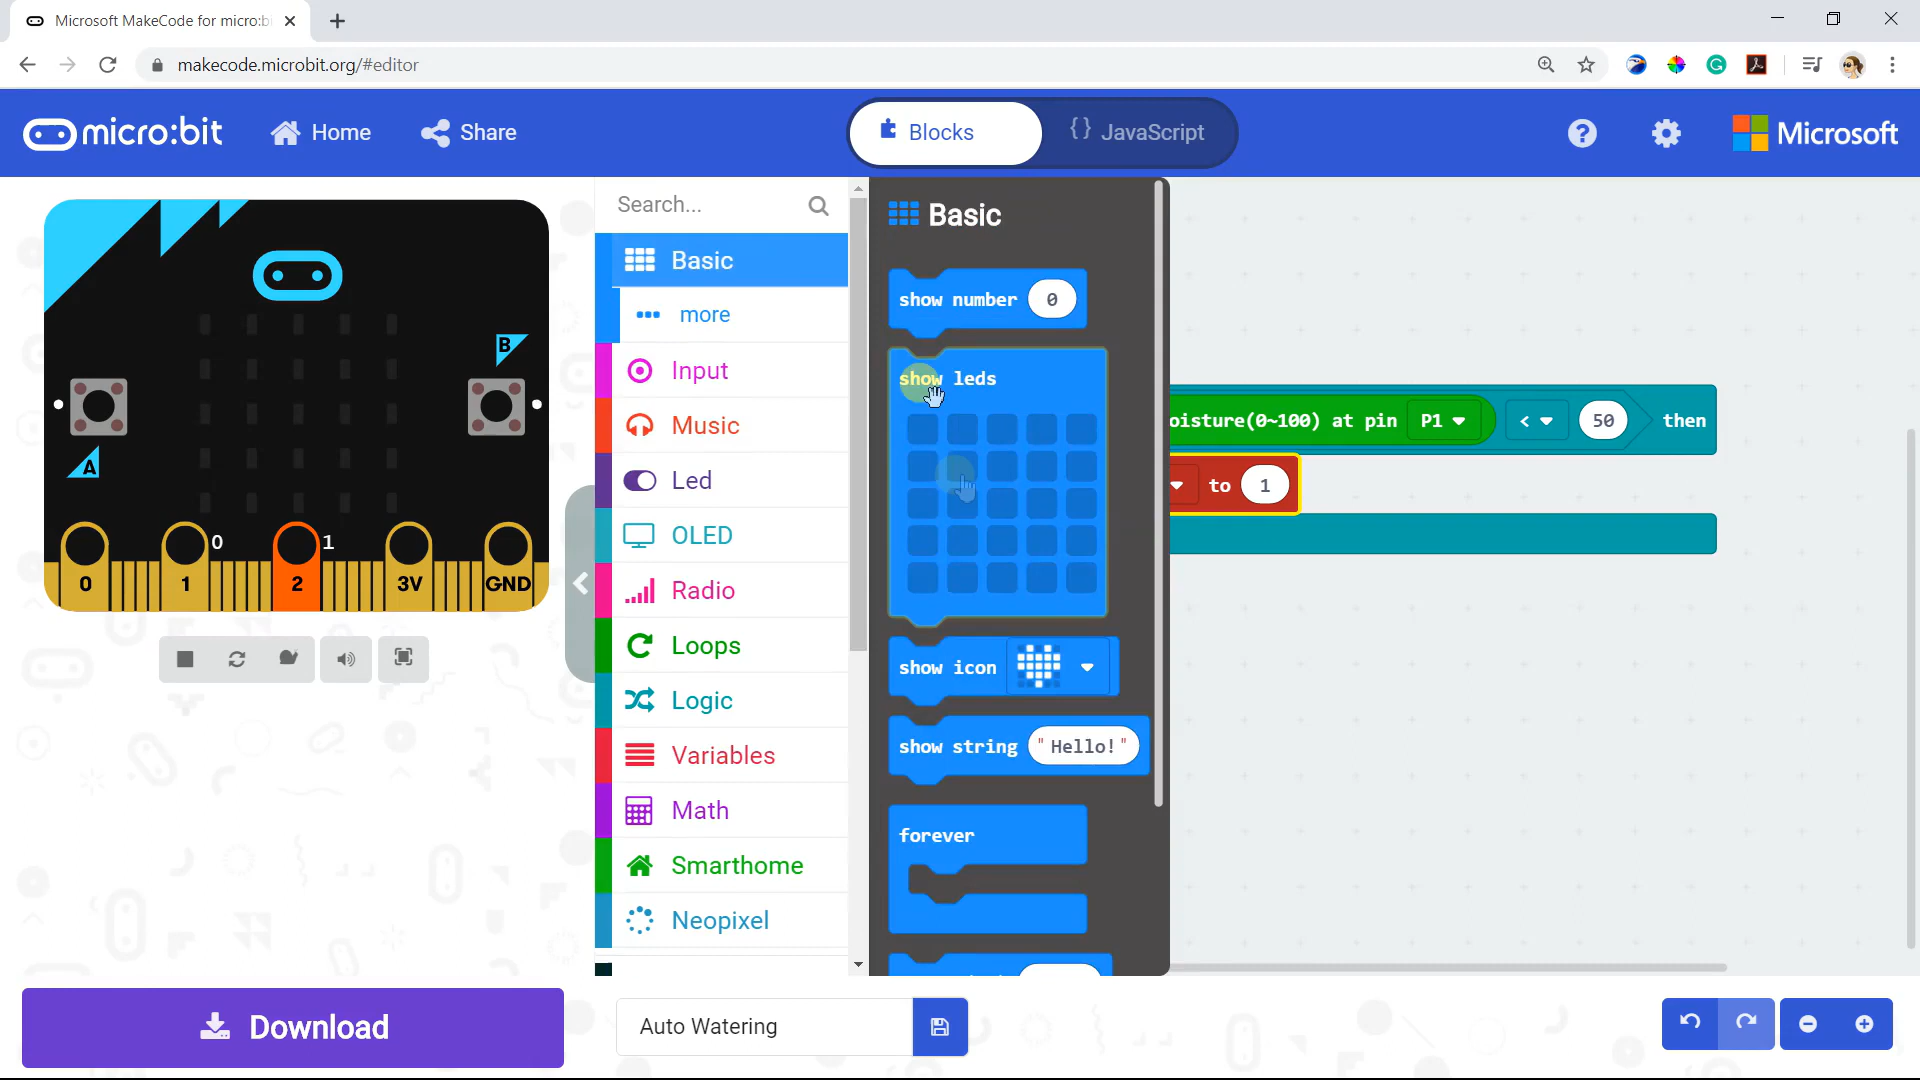 Microsoft MakeCode for micro:bi
makecode.microbit.org/#editor
micro:bit
Home
Share
Blocks
{} JavaScript
?
Microsoft
Search...
Basic
more
Input
Music
Led
OLED
Radio
Loops
Logic
Variables
Math
Smarthome
Neopixel
Basic
show number 0
show leds
show icon
show string "Hello!"
forever
oisture(0~100) at pin P1 < 50 then
to 1
B
A
0 1
0 1 2 3V GND
Download
Auto Watering